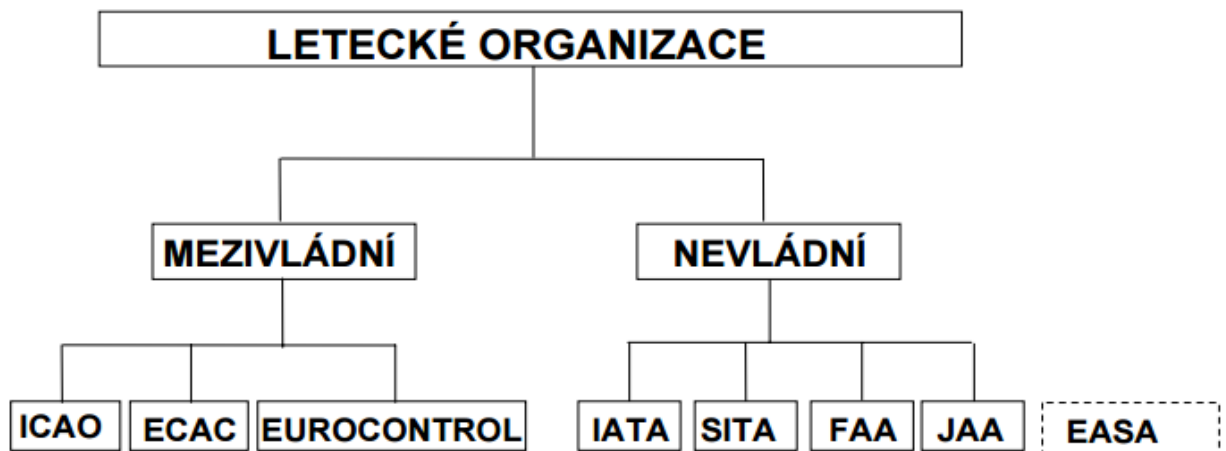 LETECKÉ ORGANIZACE
MEZIVLÁDNÍ NEVLÁDNÍ
ICAO ECAC EUROCONTROL IATA SITA FAA JAA EASA